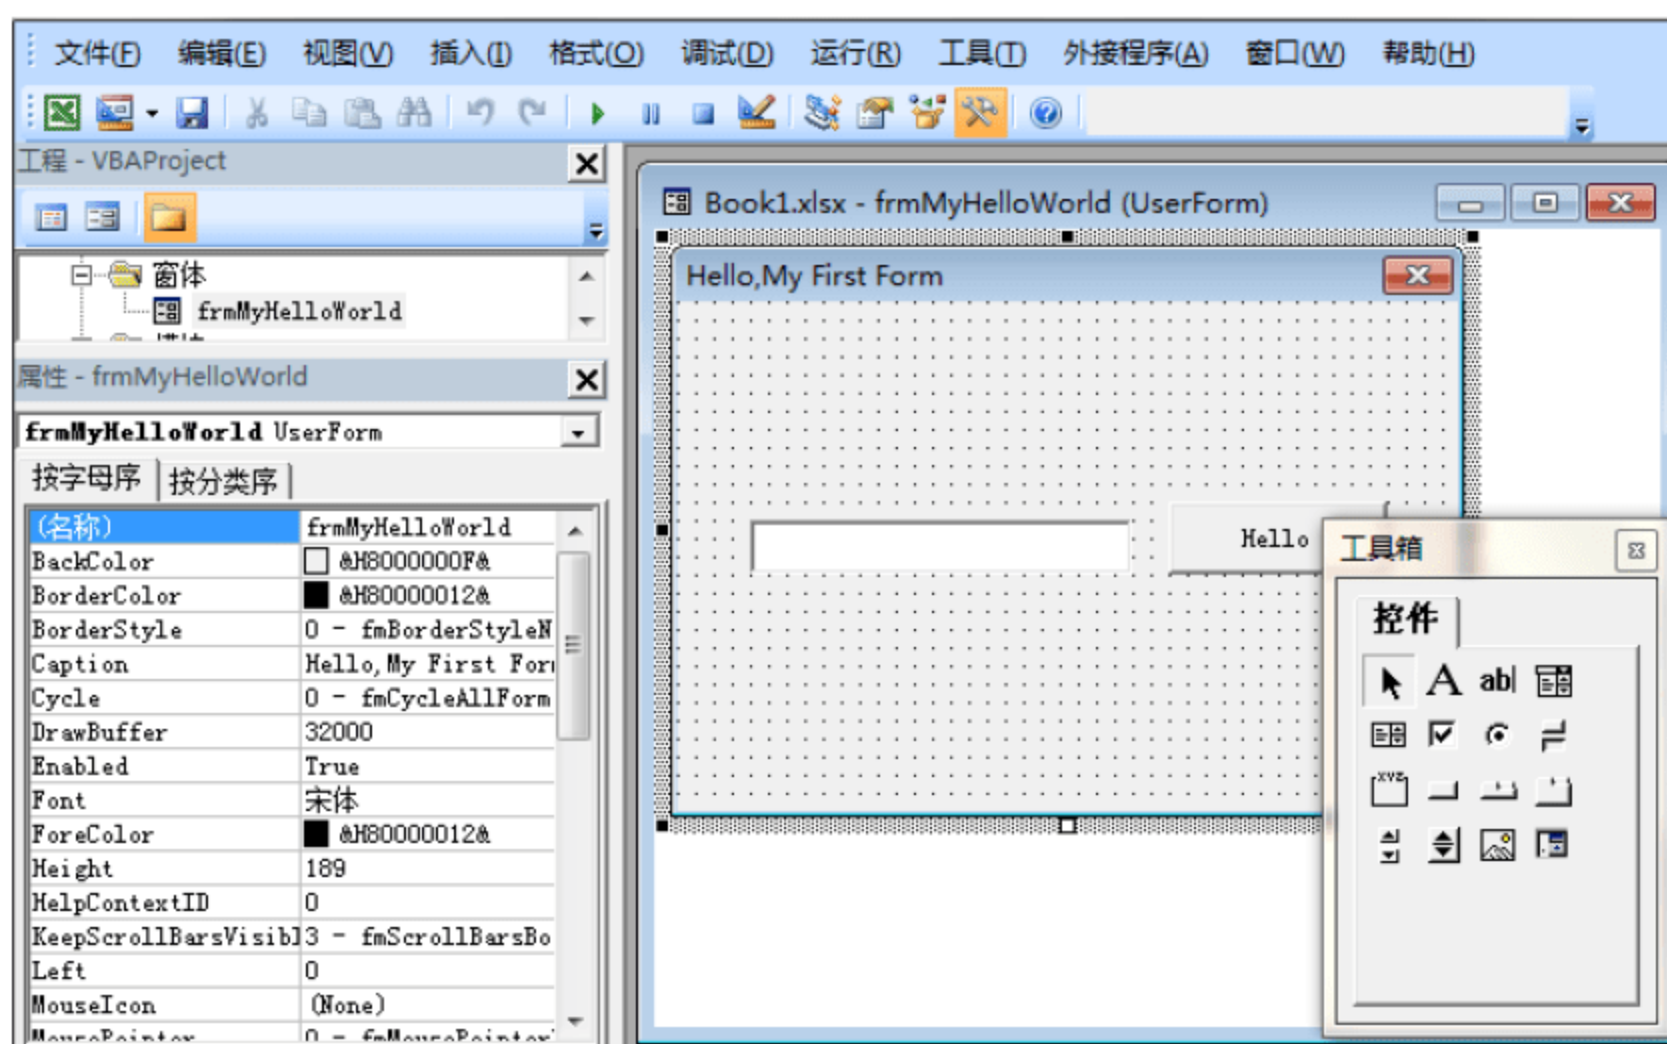 文件(F) 编辑(E) 视图(V) 插入(I) 格式(O) 调试(D) 运行(R) 工具(T) 外接程序(A) 窗口(W) 帮助(H)
工程 - VBAProject
窗体
frmMyHelloWorld
属性 - frmMyHelloWorld
frmMyHelloWorld UserForm
按字母序 按分类序
(名称) frmMyHelloWorld
BackColor &H8000000F&
BorderColor &H80000012&
BorderStyle 0 - fmBorderStyleN
Caption Hello,My First For
Cycle 0 - fmCycleAllForm
DrawBuffer 32000
Enabled True
Font 宋体
ForeColor &H80000012&
Height 189
HelpContextID 0
KeepScrollBarsVisibl 3 - fmScrollBarsBo
Left 0
MouseIcon (None)
MousePointer 0 - fmMousePointer
Book1.xlsx - frmMyHelloWorld (UserForm)
Hello,My First Form
Hello
工具箱
控件
A ab|
XYZ